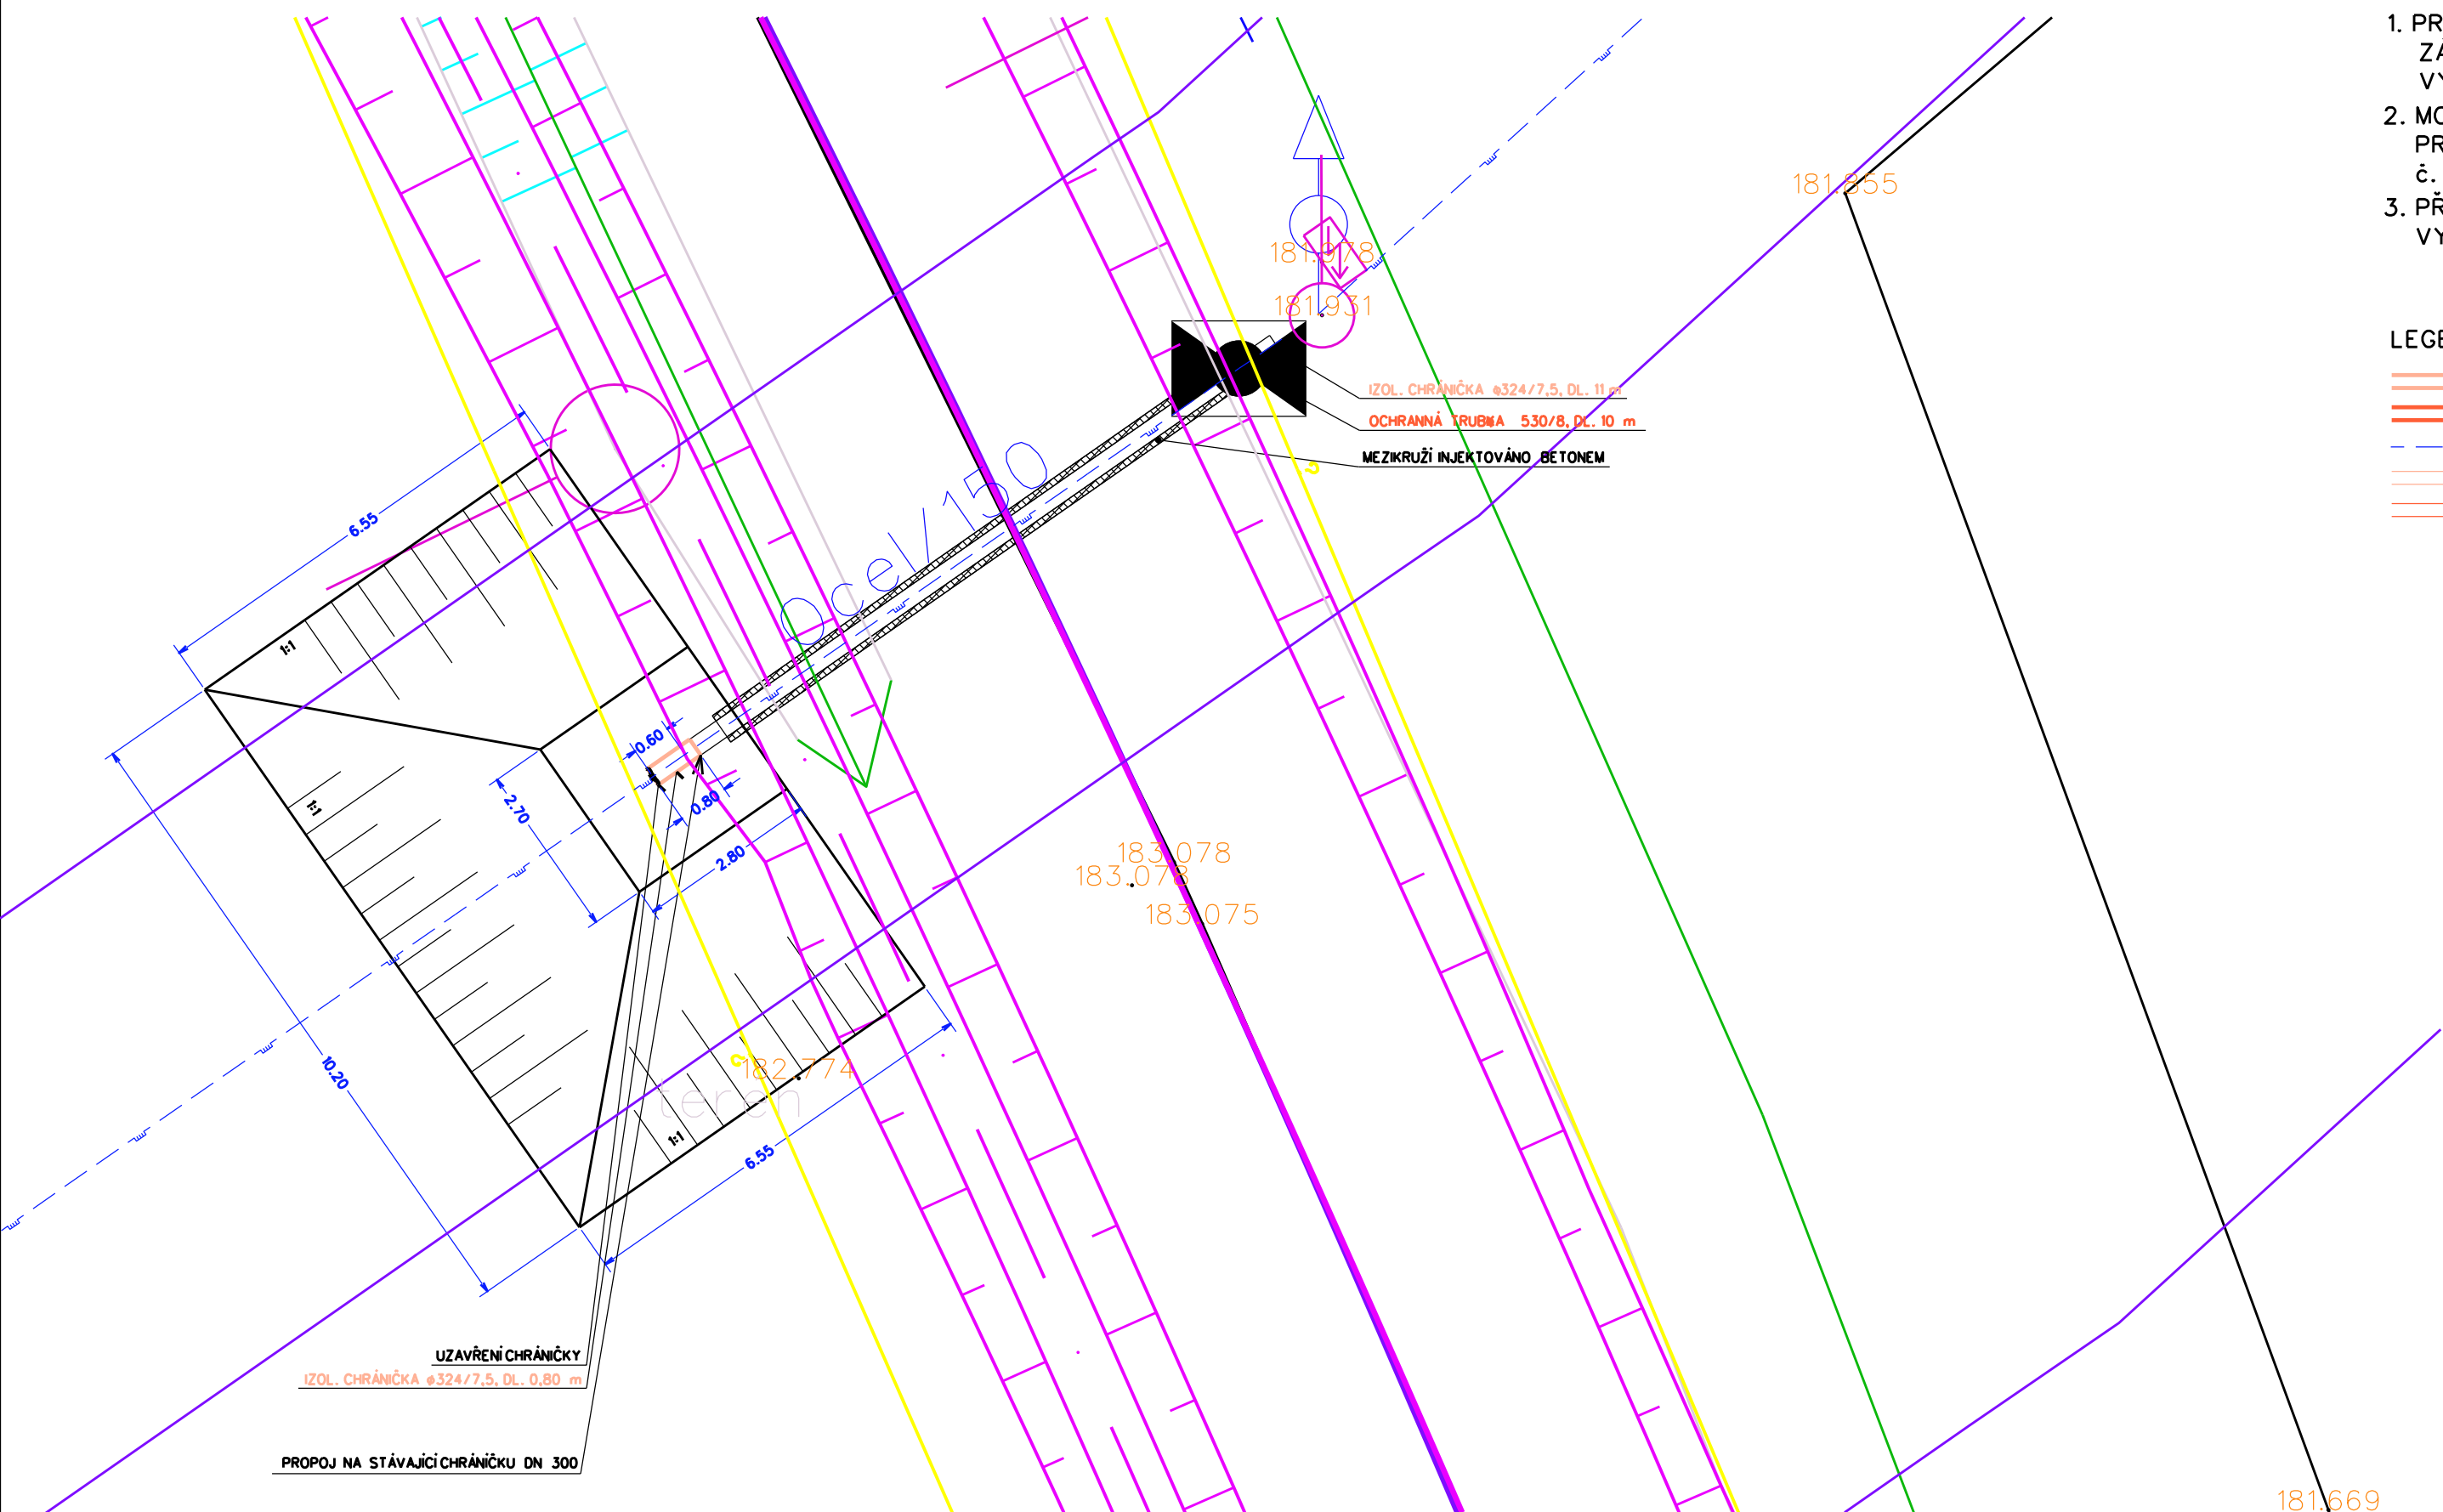 1. PR
ZÁ
VY
2. MO
PR
č.
3. PŘ
VY
181.855
181.978
181.931
LEGE
IZOL. CHRÁNIČKA ø324/7,5, DL. 11 m
OCHRANNÁ TRUBKA 530/8, DL. 10 m
MEZIKRUŽÍ INJEKTOVÁNO BETONEM
Ocel/150
6.55
1:1
0.60
1:1
2.70
0.80
2.80
183.078
183.078
183.075
10.20
182.774
teren
1:1
6.55
UZAVŘENÍ CHRÁNIČKY
IZOL. CHRÁNIČKA ø324/7,5, DL. 0,80 m
PROPOJ NA STÁVAJÍCÍ CHRÁNIČKU DN 300
181.669